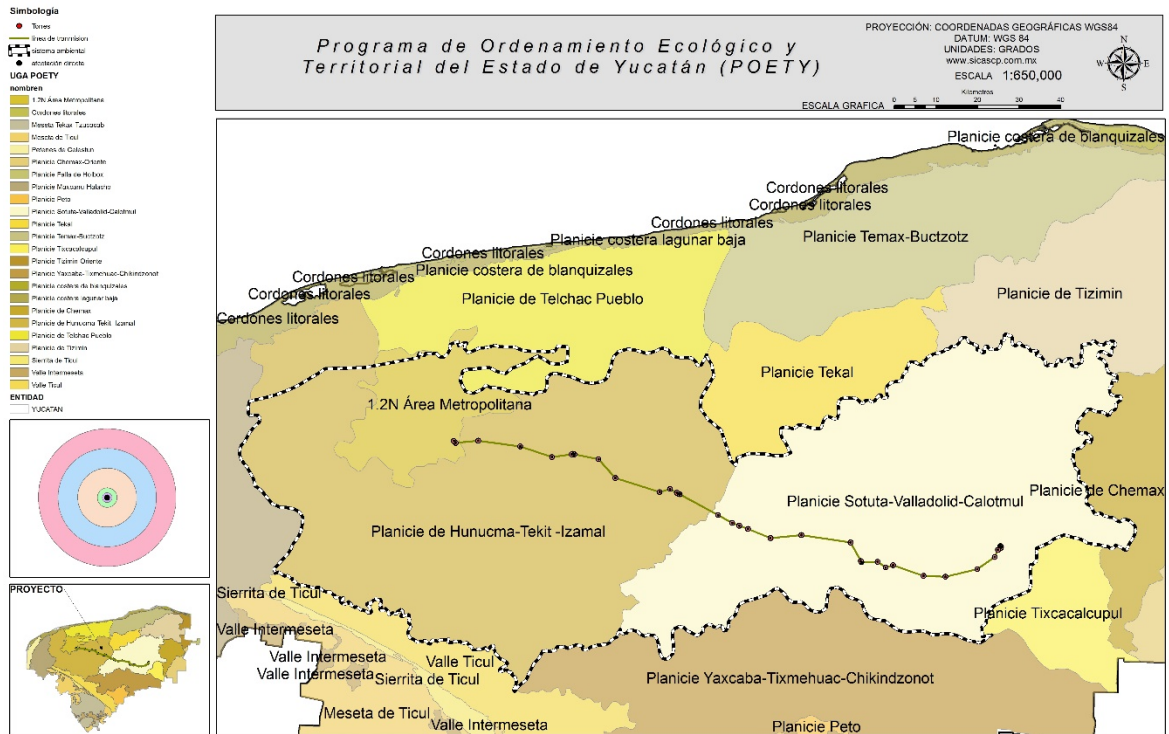 Simbología
Torres
linea de tranmision
sistema ambiental
afectación directa
UGA POETY
nombren
1.2N Área Metropolitana
Cordones litorales
Meseta Tekax-Tzucacab
Meseta de Ticul
Petenes de Celestun
Planicie Chemax-Oriente
Planicie Falla de Holbox
Planicie Maxcanu-Halacho
Planicie Peto
Planicie Sotuta-Valladolid-Calotmul
Planicie Tekal
Planicie Temax-Buctzotz
Planicie Tixcacalcupul
Planicie Tizimin Oriente
Planicie Yaxcaba-Tixmehuac-Chikindzonot
Planicie costera de blanquizales
Planicie costera lagunar baja
Planicie de Chemax
Planicie de Hunucma-Tekit -Izamal
Planicie de Telchac Pueblo
Planicie de Tizimin
Sierrita de Ticul
Valle Intermeseta
Valle Ticul
ENTIDAD
YUCATAN
PROYECTO
Programa de Ordenamiento Ecológico y
Territorial del Estado de Yucatán (POETY)
PROYECCIÓN: COORDENADAS GEOGRÁFICAS WGS84
DATUM: WGS 84
UNIDADES: GRADOS
www.sicascp.com.mx
ESCALA 1:650,000
Kilometros
ESCALA GRAFICA 0 5 10 20 30 40
N
W E
S
Planicie costera de blanquizales
Cordones litorales
Cordones litorales
Cordones litorales
Planicie Temax-Buctzotz
Planicie costera lagunar baja
Cordones litorales
Planicie costera de blanquizales
Cordones litorales
Cordones litorales
Planicie de Telchac Pueblo
Planicie de Tizimin
Cordones litorales
Planicie Tekal
1.2N Área Metropolitana
Planicie de Chemax
Planicie Sotuta-Valladolid-Calotmul
Planicie de Hunucma-Tekit -Izamal
Sierrita de Ticul
Planicie Tixcacalcupul
Valle Intermeseta
Valle Intermeseta
Valle Ticul
Valle Intermeseta
Sierrita de Ticul
Planicie Yaxcaba-Tixmehuac-Chikindzonot
Meseta de Ticul
Valle Intermeseta
Planicie Peto